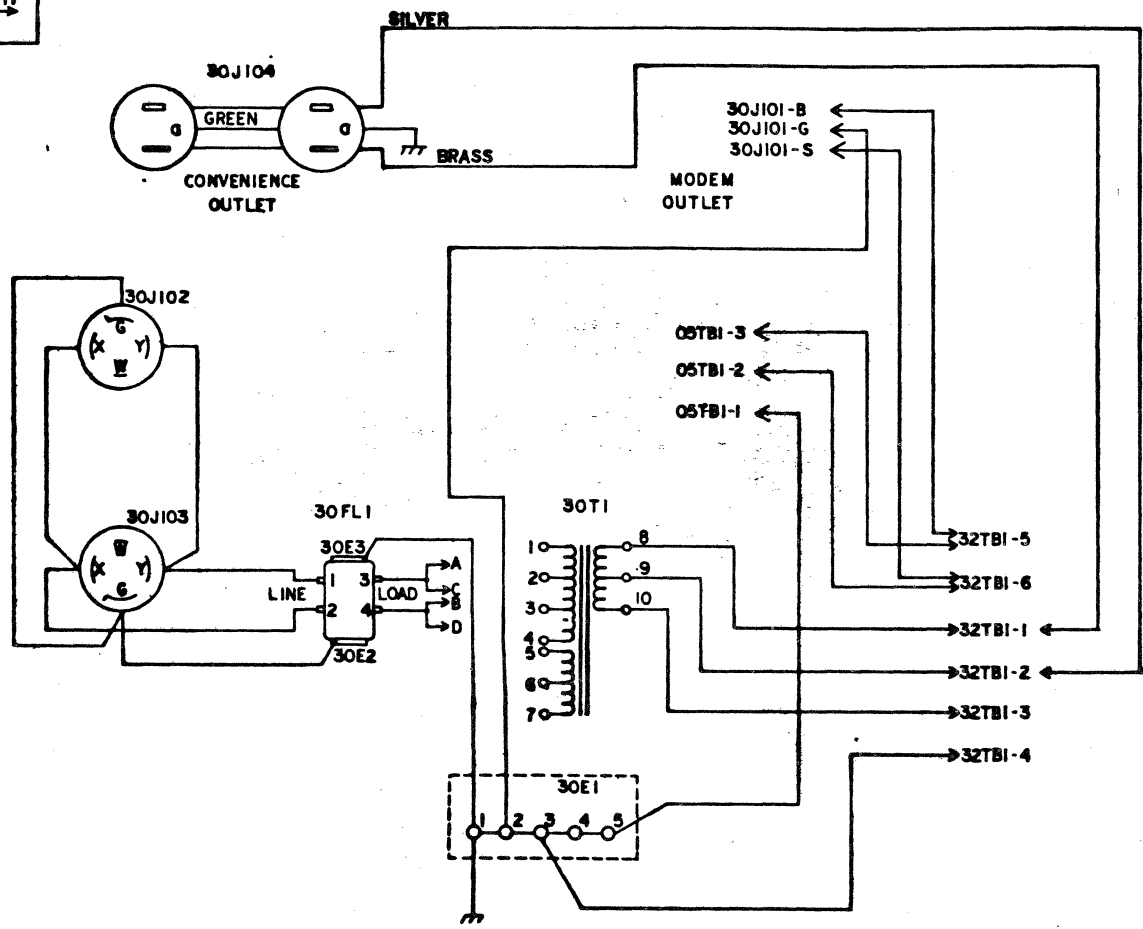 SILVER
30J104
G
GREEN
G
BRASS
CONVENIENCE
OUTLET
30J101-B
30J101-G
30J101-S
MODEM
OUTLET
30J102
G
X Y
W
05TB1-3
05TB1-2
05TB1-1
30J103
W
X Y
G
30FL1
30E3
LINE
1 3
2 4
LOAD
A
C
B
D
30E2
30T1
1
2
3
4
5
6
7
8
9
10
32TB1-5
32TB1-6
32TB1-1
32TB1-2
32TB1-3
32TB1-4
30E1
1 2 3 4 5